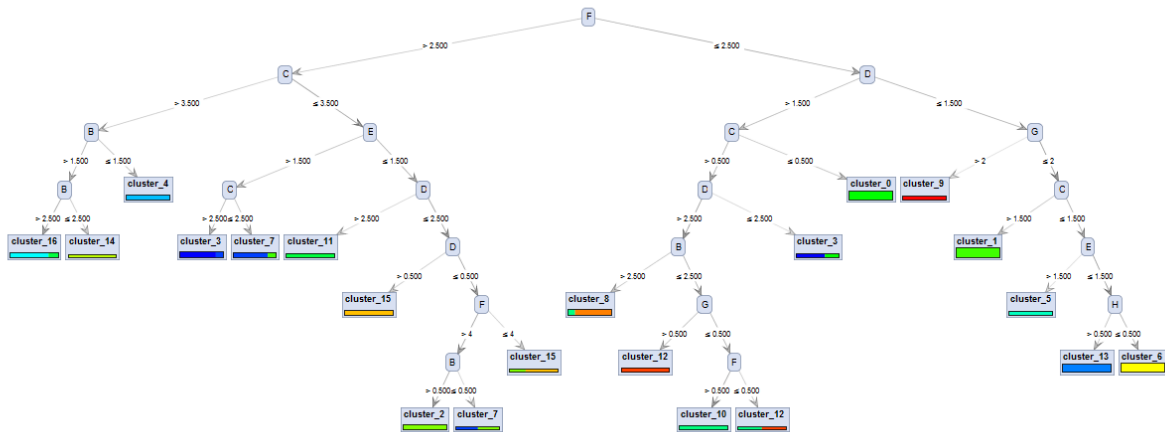 F
> 2.500 ≤ 2.500
C D
> 3.500 ≤ 3.500 > 1.500 ≤ 1.500
B E C G
> 1.500 ≤ 1.500 > 1.500 ≤ 1.500 > 0.500 ≤ 0.500 > 2 ≤ 2
B cluster_4 C D D cluster_0 cluster_9 C
> 2.500 ≤ 2.500 > 2.500 ≤ 2.500 > 2.500 ≤ 2.500 > 2.500 ≤ 2.500 > 1.500 ≤ 1.500
cluster_16 cluster_14 cluster_3 cluster_7 cluster_11 D B cluster_3 cluster_1 E
> 0.500 ≤ 0.500 > 2.500 ≤ 2.500 > 1.500 ≤ 1.500
cluster_15 F cluster_8 G cluster_5 H
> 4 ≤ 4 > 0.500 ≤ 0.500 > 0.500 ≤ 0.500
B cluster_15 cluster_12 F cluster_13 cluster_6
> 0.500 ≤ 0.500 > 0.500 ≤ 0.500
cluster_2 cluster_7 cluster_10 cluster_12